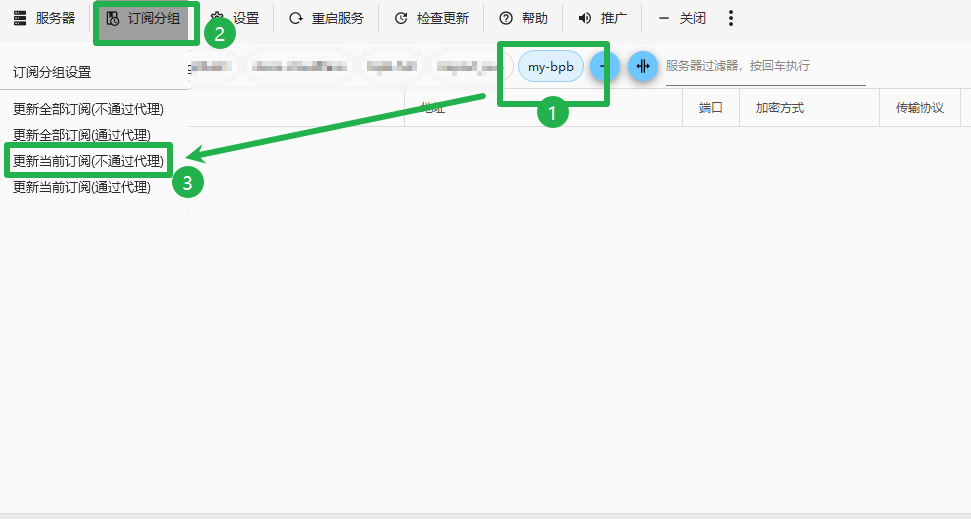 服务器 订阅分组 设置 重启服务 检查更新 帮助 推广 关闭
2
订阅分组设置
my-bpb 服务器过滤器，按回车执行
更新全部订阅(不通过代理)
地址 端口 加密方式 传输协议
1
更新全部订阅(通过代理)
更新当前订阅(不通过代理)
3
更新当前订阅(通过代理)